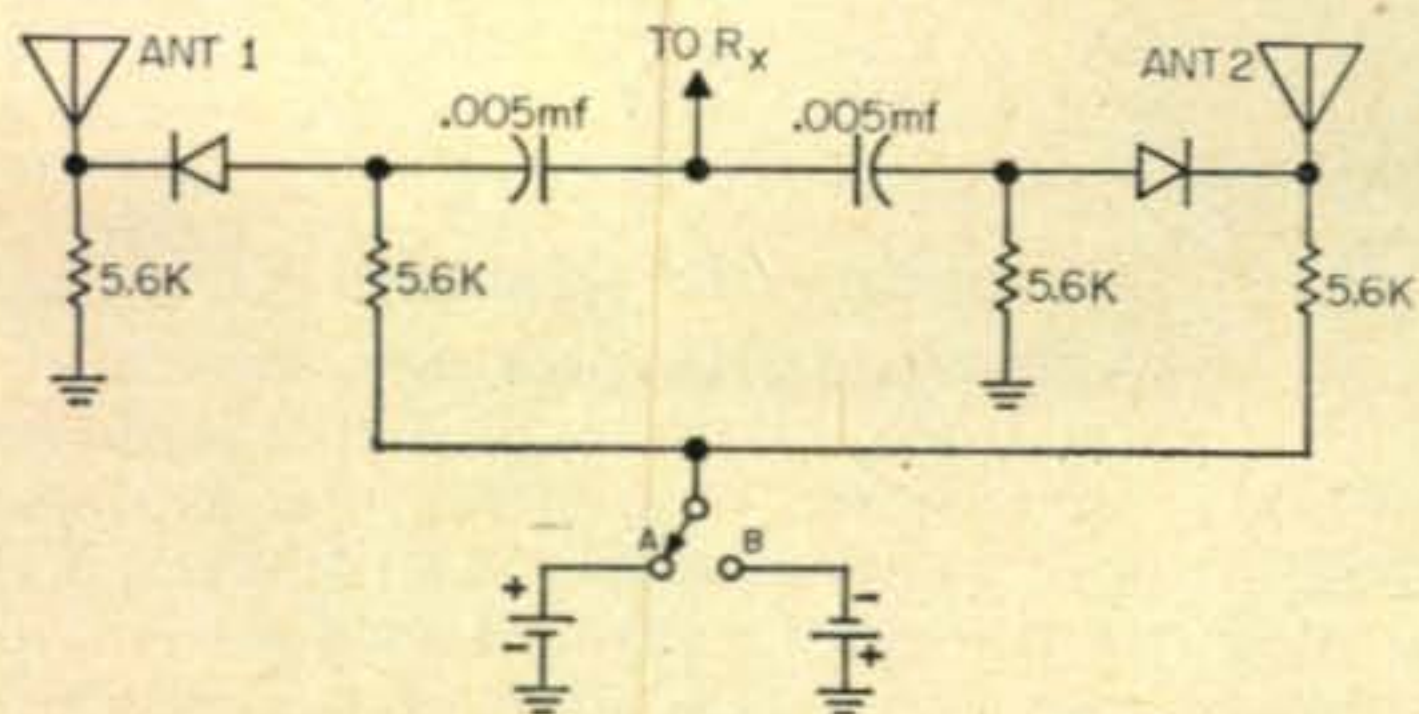 ANT 1
TO Rx
ANT 2
.005mf
.005mf
5.6K
5.6K
5.6K
5.6K
A
B
+
-
-
+